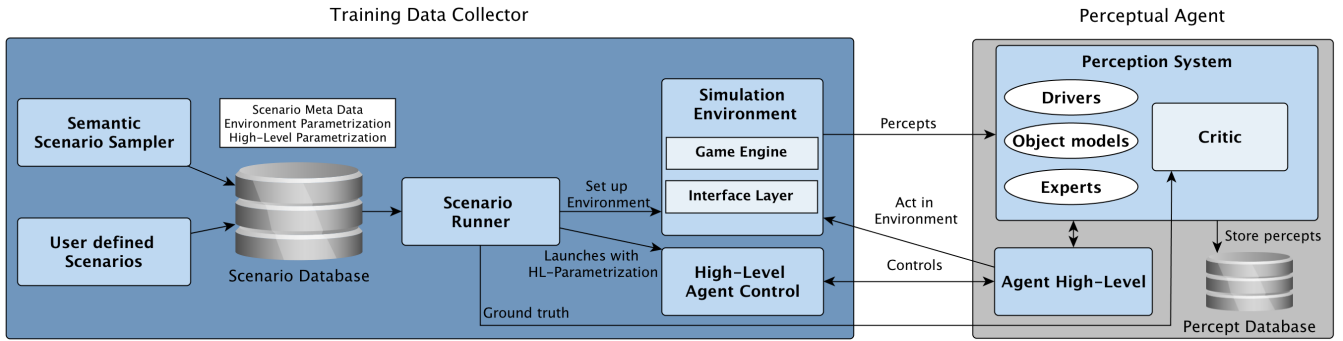 Training Data Collector
Perceptual Agent
Semantic
Scenario Sampler
User defined
Scenarios
Scenario Meta Data
Environment Parametrization
High-Level Parametrization
Scenario Database
Scenario
Runner
Set up
Environment
Launches with
HL-Parametrization
Ground truth
Simulation
Environment
Game Engine
Interface Layer
High-Level
Agent Control
Percepts
Act in
Environment
Controls
Perception System
Drivers
Object models
Experts
Critic
Agent High-Level
Store percepts
Percept Database